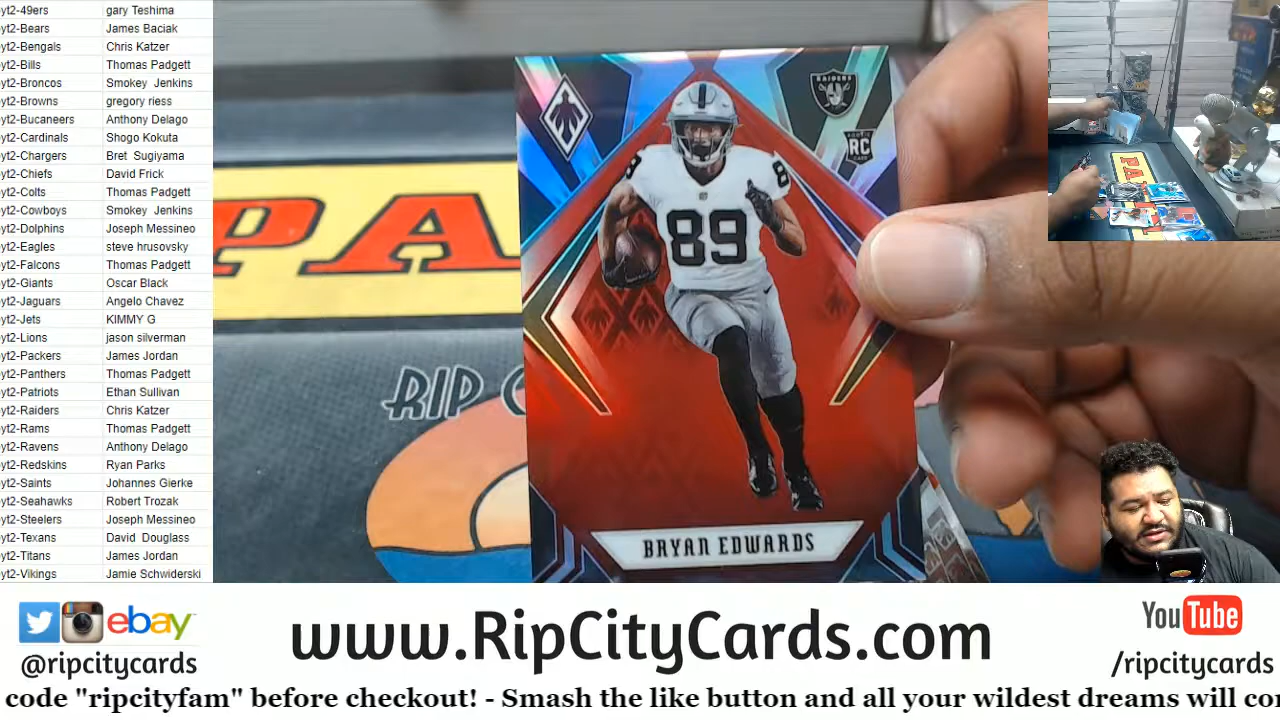 yt2-49ers gary Teshima
yt2-Bears James Baciak
yt2-Bengals Chris Katzer
yt2-Bills Thomas Padgett
yt2-Broncos Smokey Jenkins
yt2-Browns gregory riess
yt2-Bucaneers Anthony Delago
yt2-Cardinals Shogo Kokuta
yt2-Chargers Bret Sugiyama
yt2-Chiefs David Frick
yt2-Colts Thomas Padgett
yt2-Cowboys Smokey Jenkins
yt2-Dolphins Joseph Messineo
yt2-Eagles steve hrusovsky
yt2-Falcons Thomas Padgett
yt2-Giants Oscar Black
yt2-Jaguars Angelo Chavez
yt2-Jets KIMMY G
yt2-Lions jason silverman
yt2-Packers James Jordan
yt2-Panthers Thomas Padgett
yt2-Patriots Ethan Sullivan
yt2-Raiders Chris Katzer
yt2-Rams Thomas Padgett
yt2-Ravens Anthony Delago
yt2-Redskins Ryan Parks
yt2-Saints Johannes Gierke
yt2-Seahawks Robert Trozak
yt2-Steelers Joseph Messineo
yt2-Texans David Douglass
yt2-Titans James Jordan
yt2-Vikings Jamie Schwiderski
PA
RIP C
RAIDERS
RC
CARD
89
89
BRYAN EDWARDS
PAN
ebay
@ripcitycards
www.RipCityCards.com
YouTube
/ripcitycards
code "ripcityfam" before checkout! - Smash the like button and all your wildest dreams will co